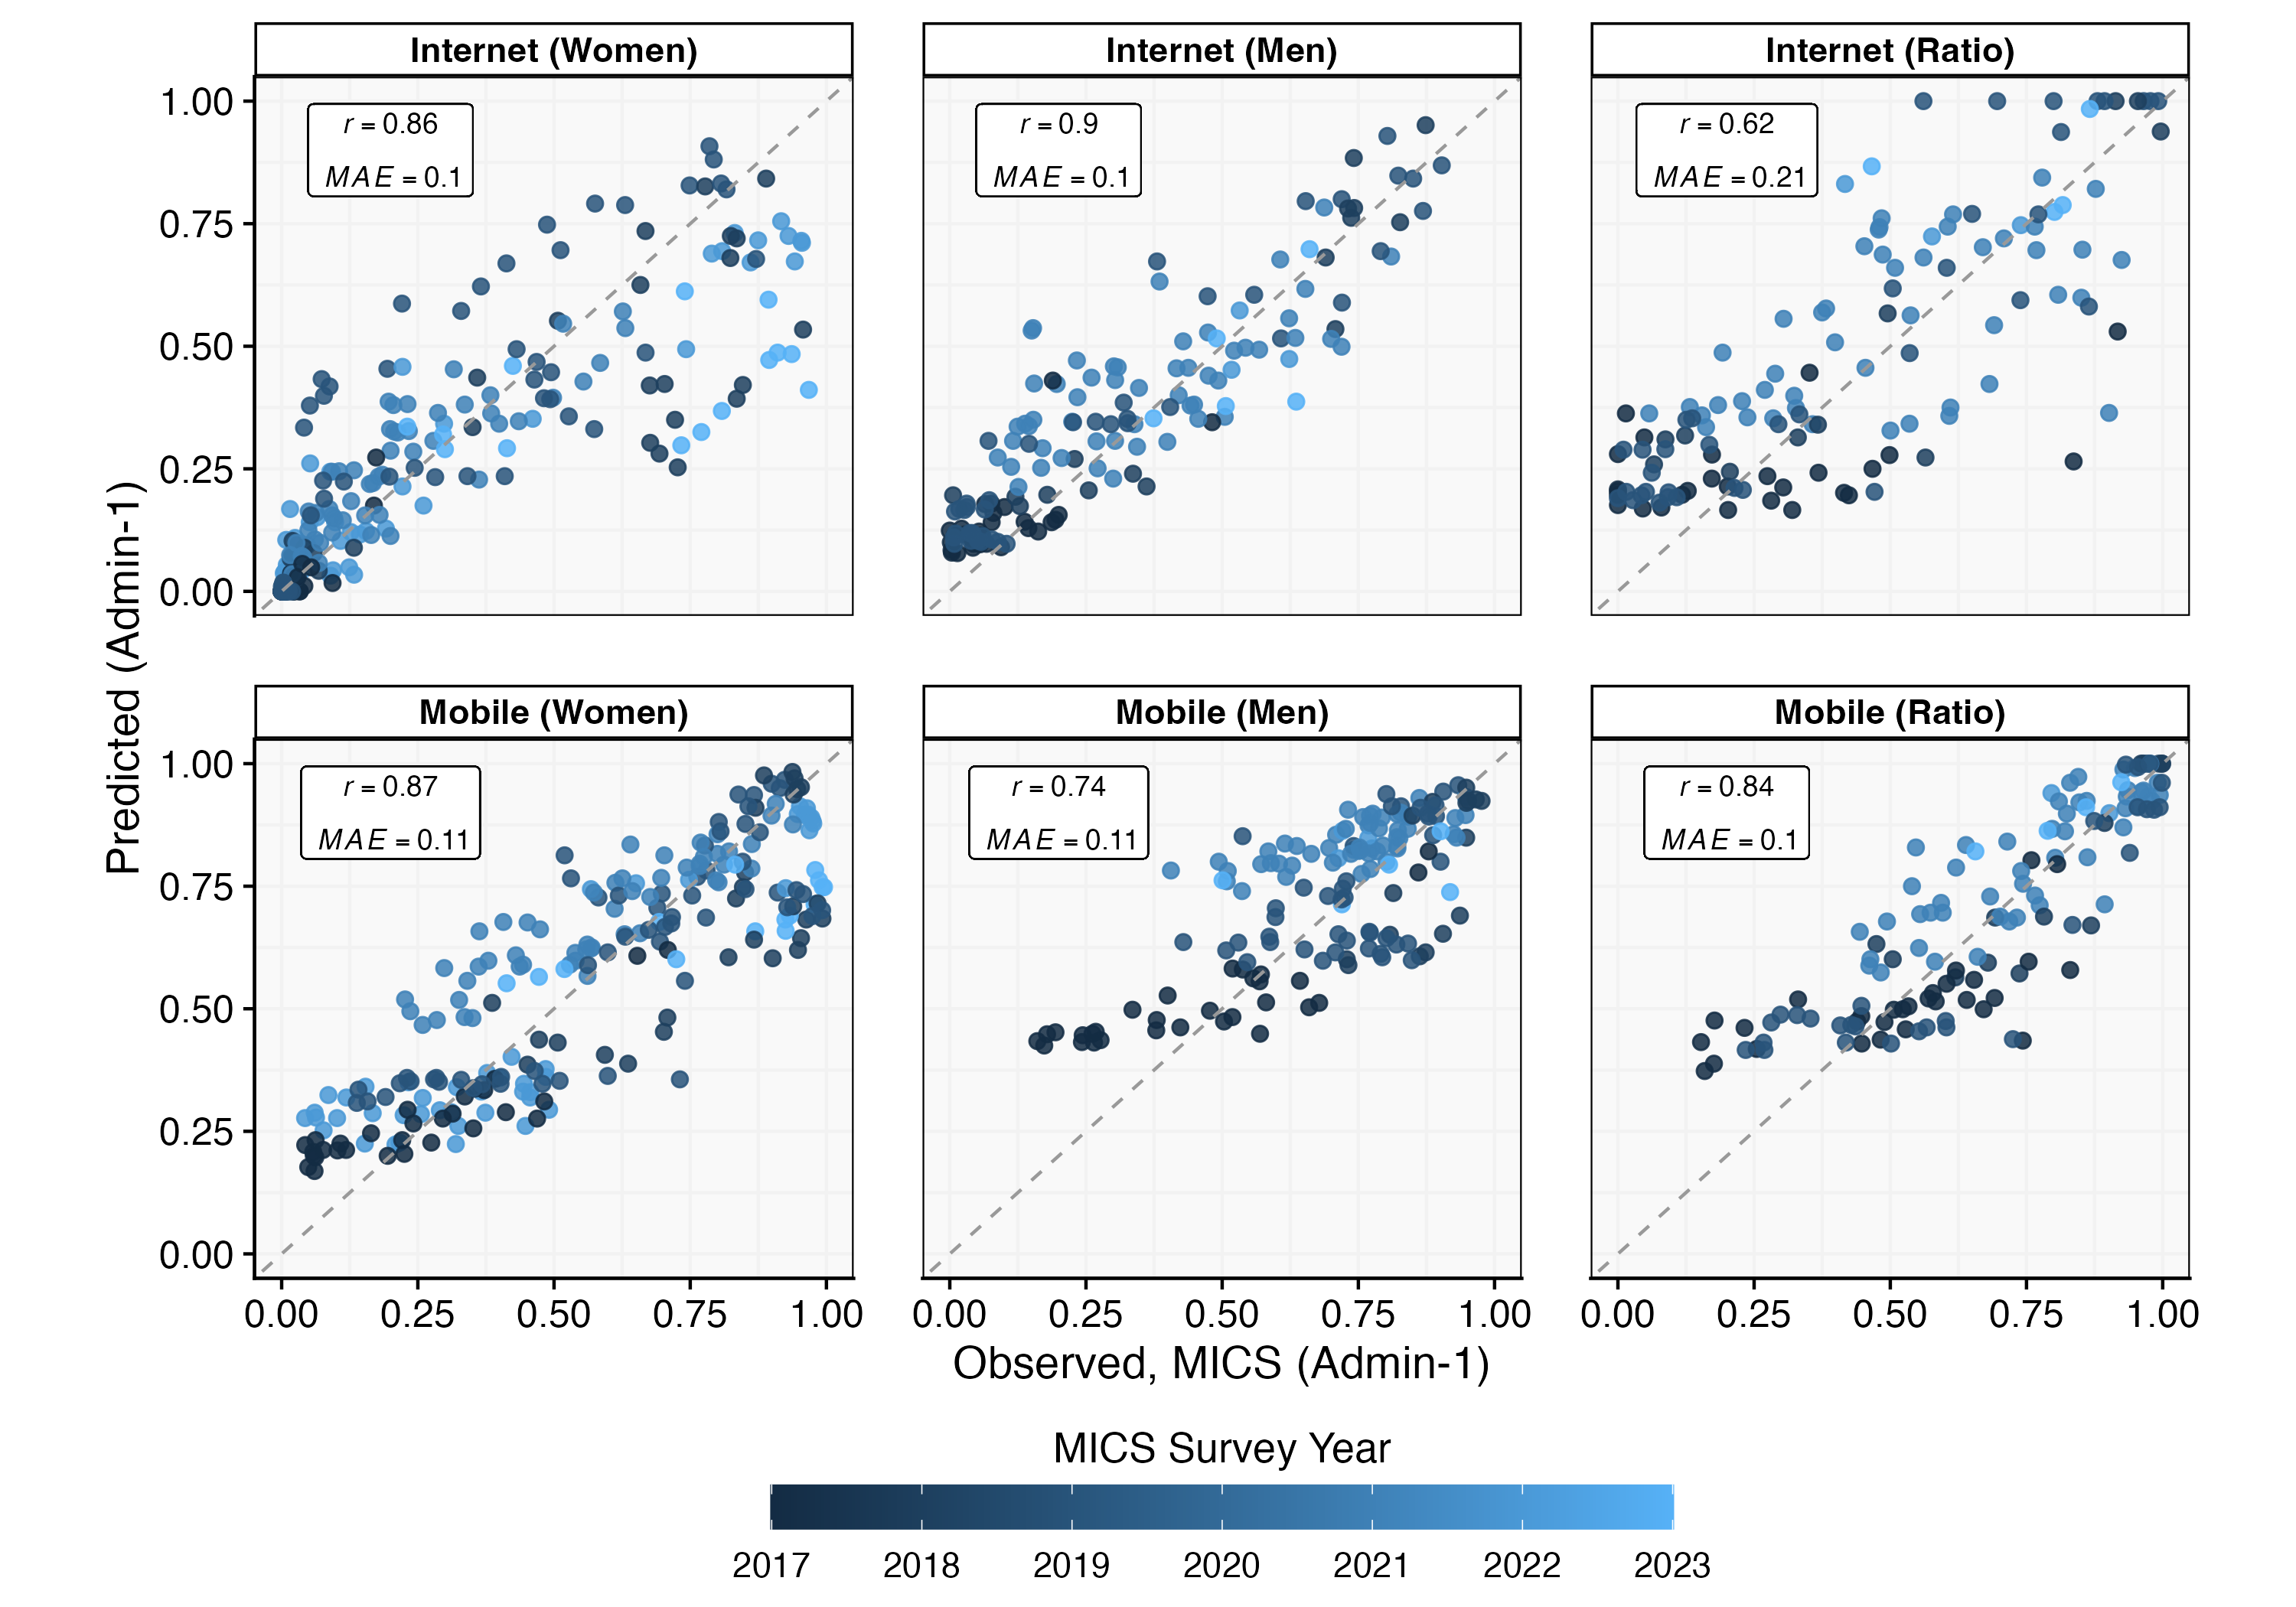 Internet (Women)
Internet (Men)
Internet (Ratio)
r = 0.86
MAE = 0.1
r = 0.9
MAE = 0.1
r = 0.62
MAE = 0.21
1.00
0.75
0.50
0.25
0.00
Predicted (Admin-1)
Mobile (Women)
Mobile (Men)
Mobile (Ratio)
r = 0.87
MAE = 0.11
r = 0.74
MAE = 0.11
r = 0.84
MAE = 0.1
1.00
0.75
0.50
0.25
0.00
0.00 0.25 0.50 0.75 1.00
0.00 0.25 0.50 0.75 1.00
0.00 0.25 0.50 0.75 1.00
Observed, MICS (Admin-1)
MICS Survey Year
2017 2018 2019 2020 2021 2022 2023